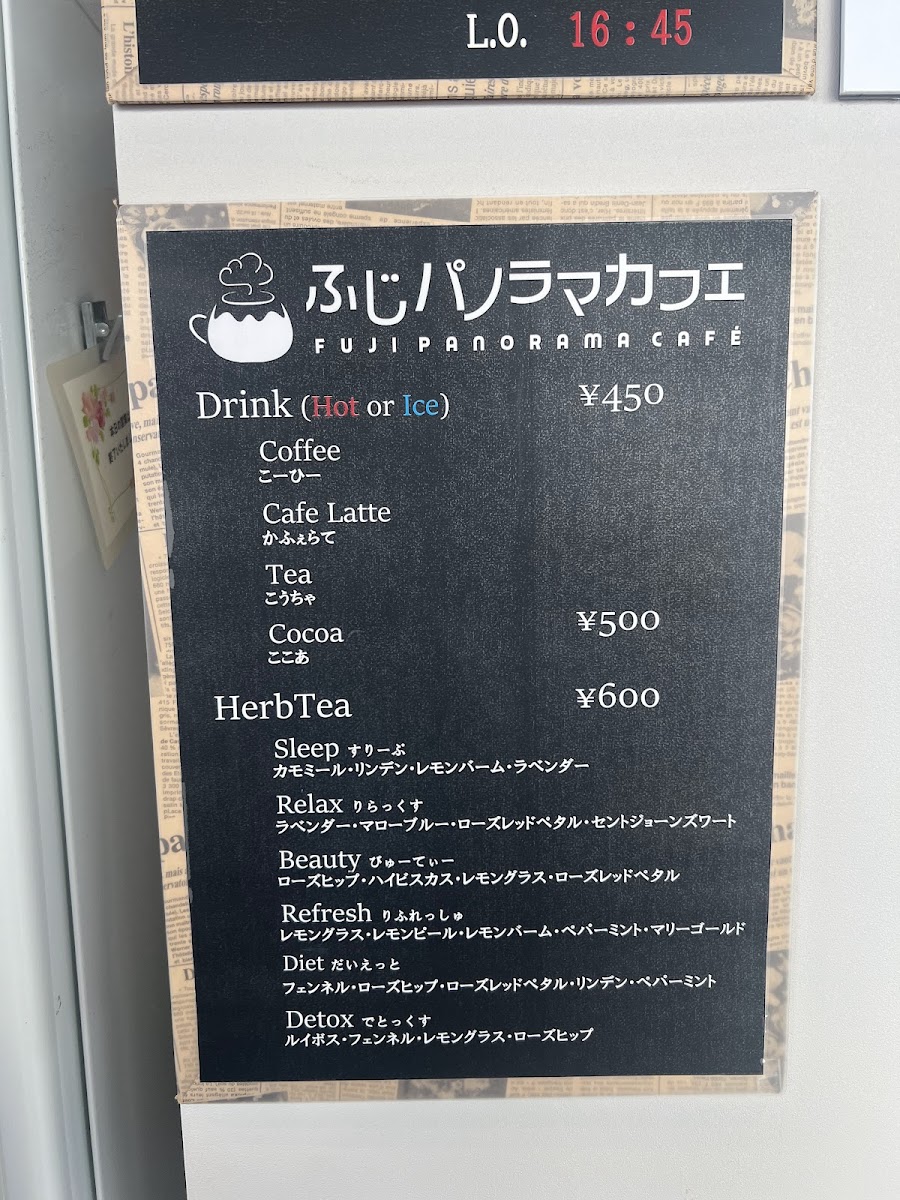 L.O. 16:45
ふじパノラマカフェ
FUJI PANORAMA CAFÉ
Drink (Hot or Ice) ¥450
Coffee
こーひー
Cafe Latte
かふぇらて
Tea
こうちゃ
Cocoa ¥500
ここあ
HerbTea ¥600
Sleep すりーぷ
カモミール・リンデン・レモンバーム・ラベンダー
Relax りらっくす
ラベンダー・マローブルー・ローズレッドペタル・セントジョーンズワート
Beauty びゅーてぃー
ローズヒップ・ハイビスカス・レモングラス・ローズレッドペタル
Refresh りふれっしゅ
レモングラス・レモンピール・レモンバーム・ペパーミント・マリーゴールド
Diet だいえっと
フェンネル・ローズヒップ・ローズレッドペタル・リンデン・ペパーミント
Detox でとっくす
ルイボス・フェンネル・レモングラス・ローズヒップ